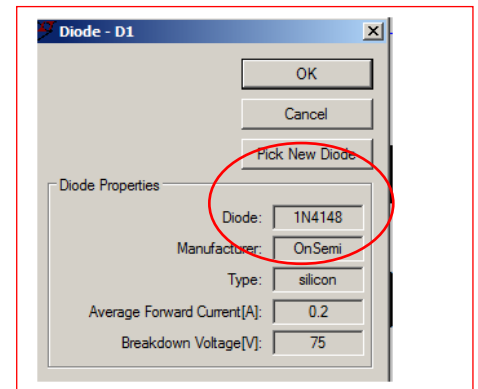 Diode - D1
OK
Cancel
Pick New Diode
Diode Properties
Diode: 1N4148
Manufacturer: OnSemi
Type: silicon
Average Forward Current[A]: 0.2
Breakdown Voltage[V]: 75